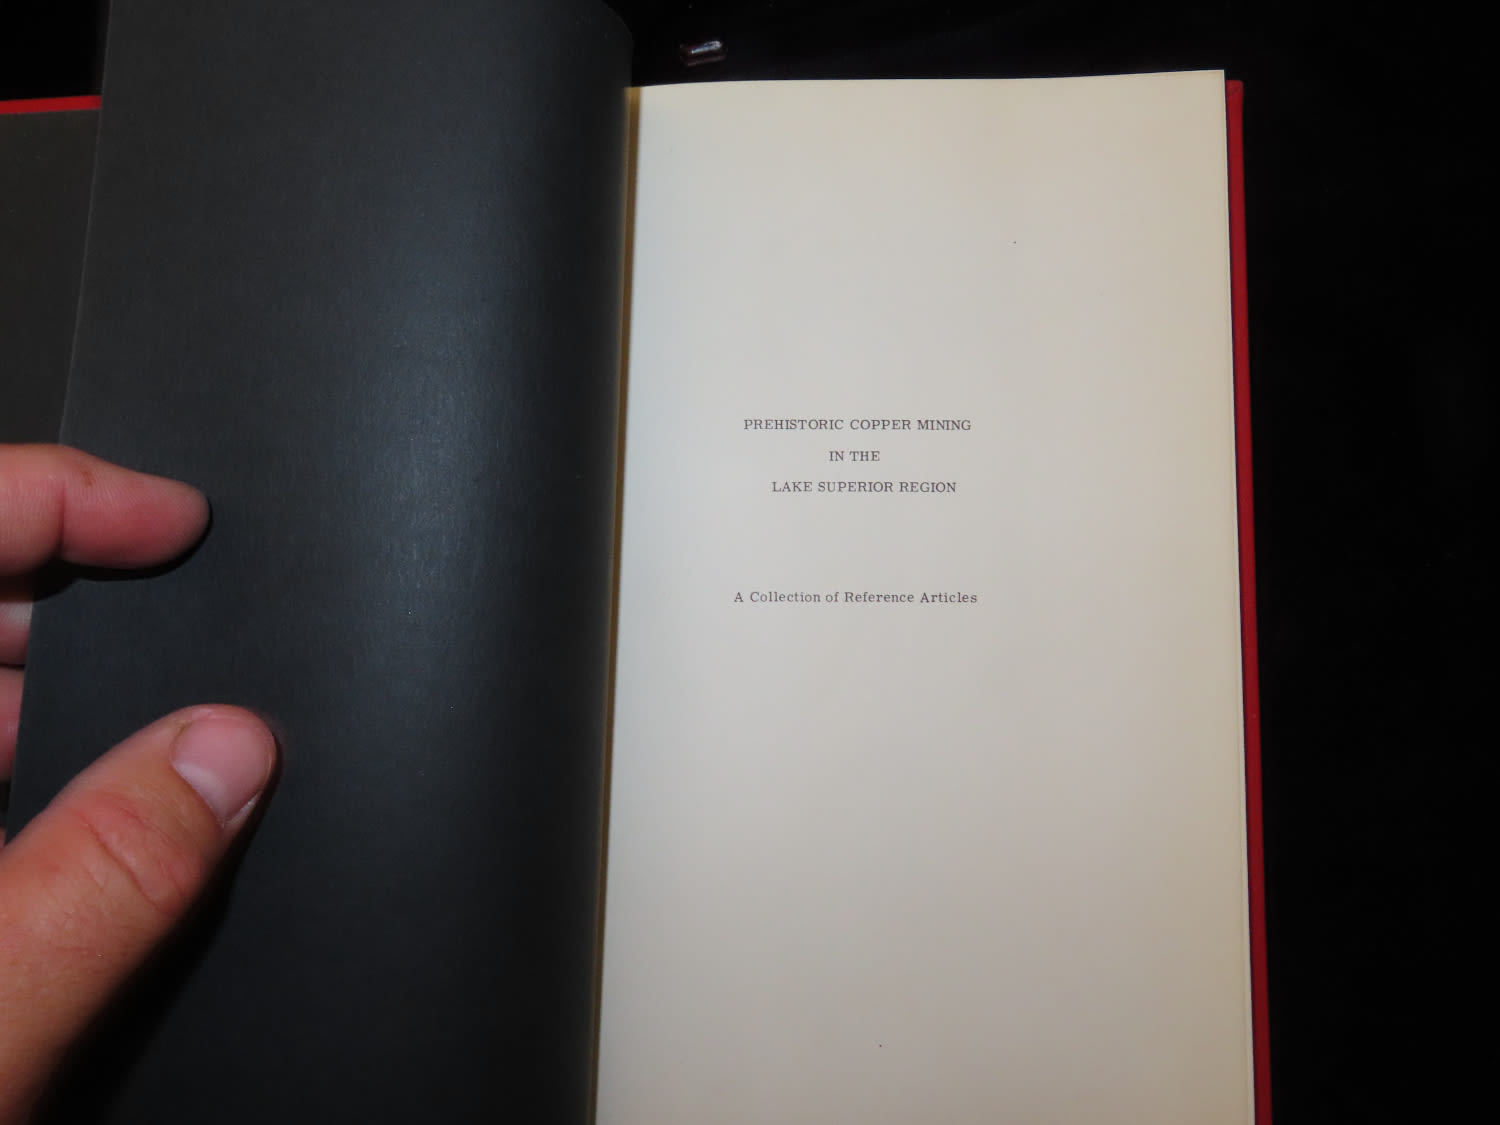 PREHISTORIC COPPER MINING
IN THE
LAKE SUPERIOR REGION
A Collection of Reference Articles